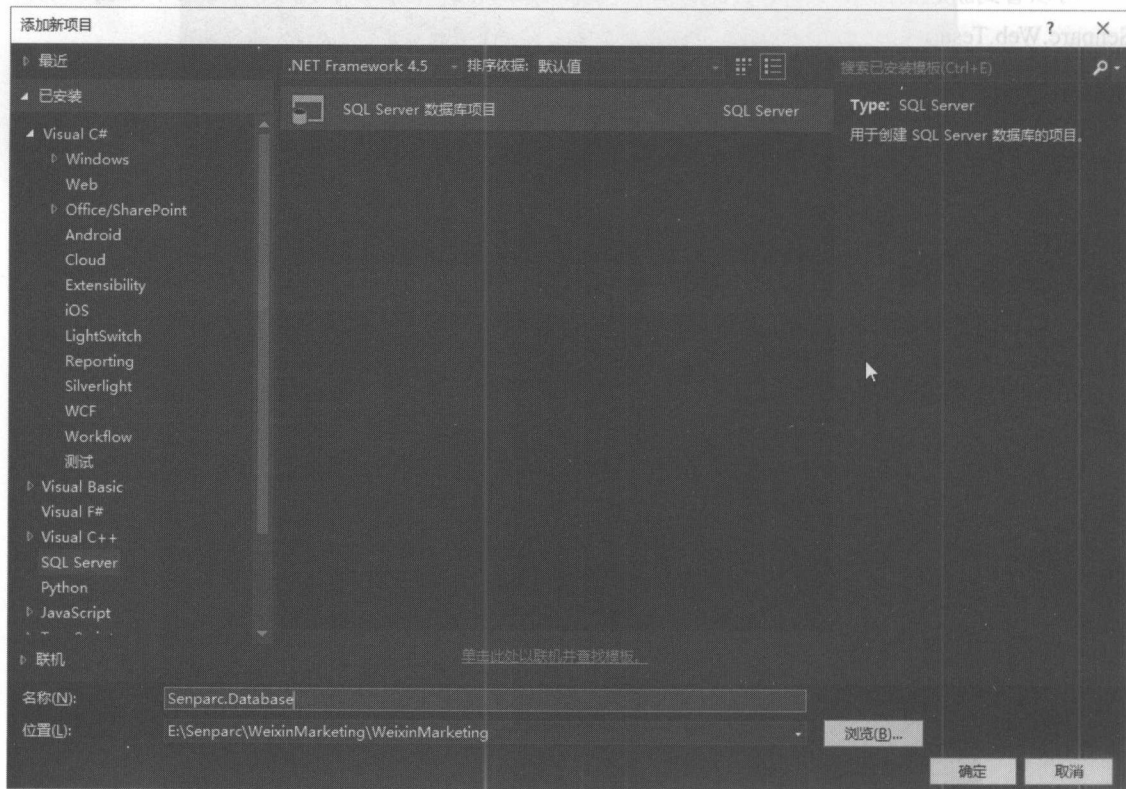 添加新项目
? ×
最近
.NET Framework 4.5 排序依据: 默认值
搜索已安装模板(Ctrl+E)
已安装
SQL Server 数据库项目 SQL Server
Type: SQL Server
用于创建 SQL Server 数据库的项目。
Visual C#
Windows
Web
Office/SharePoint
Android
Cloud
Extensibility
iOS
LightSwitch
Reporting
Silverlight
WCF
Workflow
测试
Visual Basic
Visual F#
Visual C++
SQL Server
Python
JavaScript
联机
单击此处以联机并查找模板。
名称(N): Senparc.Database
位置(L): E:\Senparc\WeixinMarketing\WeixinMarketing
浏览(B)...
确定 取消